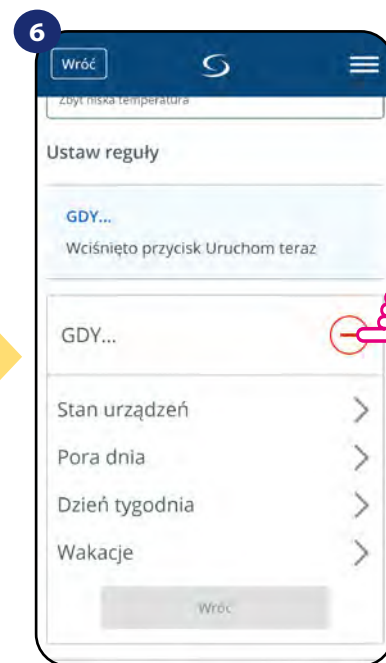 6
Wróć
Zbyt niska temperatura
Ustaw reguły
GDY...
Wciśnięto przycisk Uruchom teraz
GDY...
Stan urządzeń
Pora dnia
Dzień tygodnia
Wakacje
Wróć